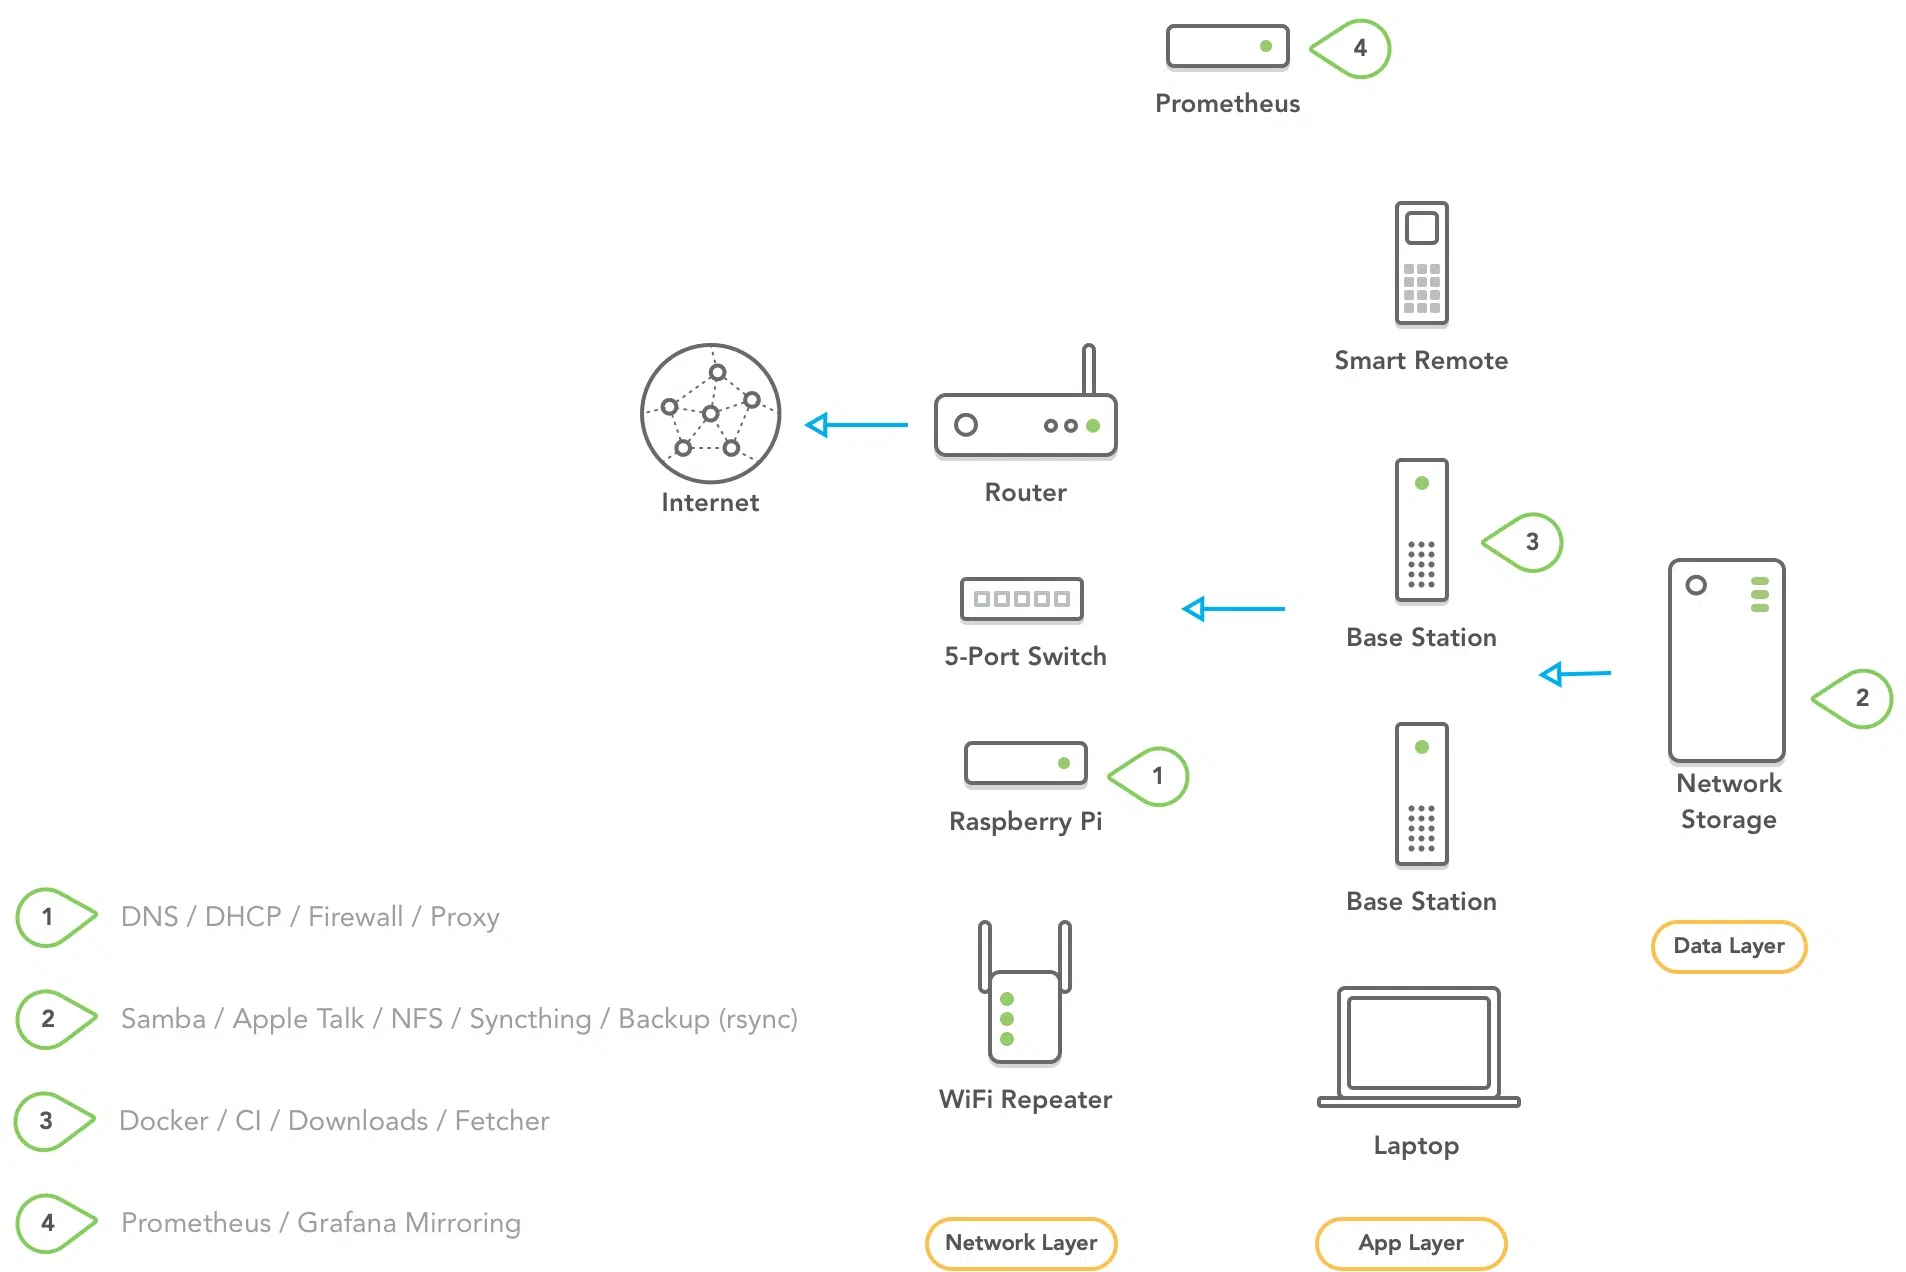 4
Prometheus
Smart Remote
Internet
Router
3
Base Station
5-Port Switch
2
Network
Storage
1
Raspberry Pi
Base Station
1 DNS / DHCP / Firewall / Proxy
Data Layer
2 Samba / Apple Talk / NFS / Syncthing / Backup (rsync)
WiFi Repeater
3 Docker / CI / Downloads / Fetcher
Laptop
4 Prometheus / Grafana Mirroring
Network Layer
App Layer